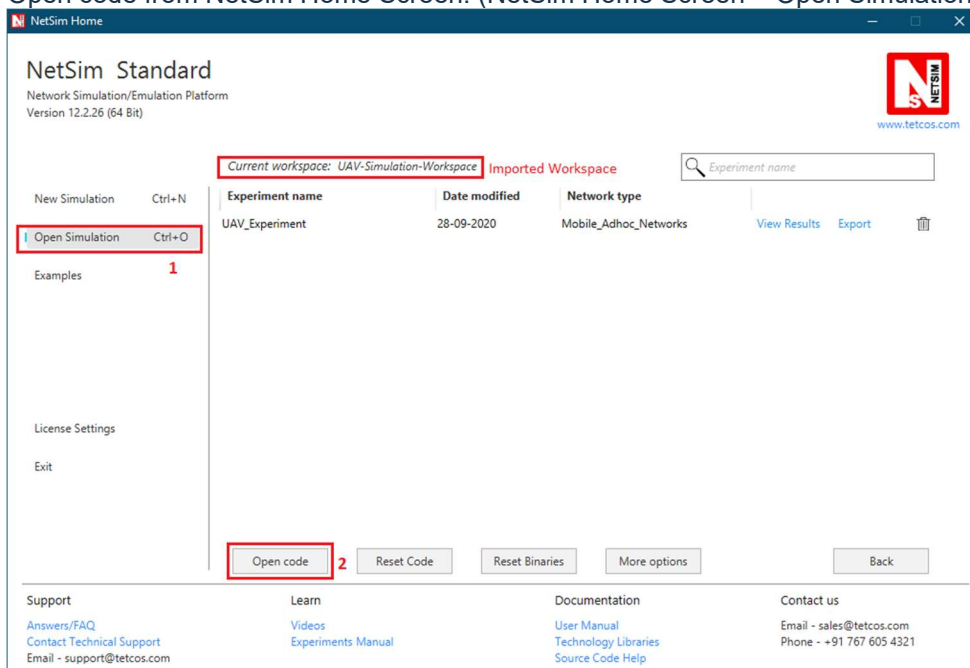 Open code from NetSim Home Screen. (NetSim Home Screen Open Simulation
NetSim Home
NetSim Standard
Network Simulation/Emulation Platform
Version 12.2.26 (64 Bit)
NETSIM
www.tetcos.com
Current workspace: UAV-Simulation-Workspace Imported Workspace Experiment name
New Simulation Ctrl+N Experiment name Date modified Network type
UAV_Experiment 28-09-2020 Mobile_Adhoc_Networks View Results Export
Open Simulation Ctrl+O
1
Examples
License Settings
Exit
Open code 2 Reset Code Reset Binaries More options Back
Support Learn Documentation Contact us
Answers/FAQ Videos User Manual Email - sales@tetcos.com
Contact Technical Support Experiments Manual Technology Libraries Phone - +91 767 605 4321
Email - support@tetcos.com Source Code Help